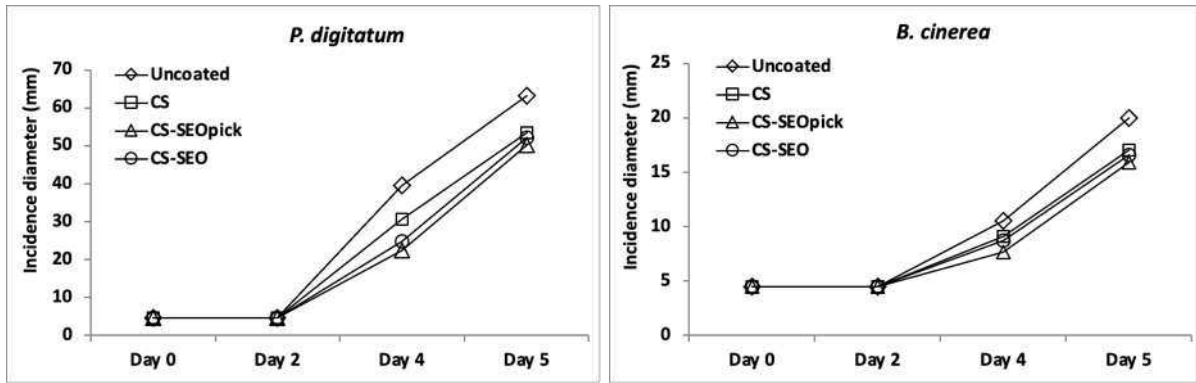 P. digitatum
Incidence diameter (mm)
70
60
50
40
30
20
10
0
Uncoated
CS
CS-SEOpick
CS-SEO
Day 0 Day 2 Day 4 Day 5
B. cinerea
Incidence diameter (mm)
25
20
15
10
5
0
Uncoated
CS
CS-SEOpick
CS-SEO
Day 0 Day 2 Day 4 Day 5